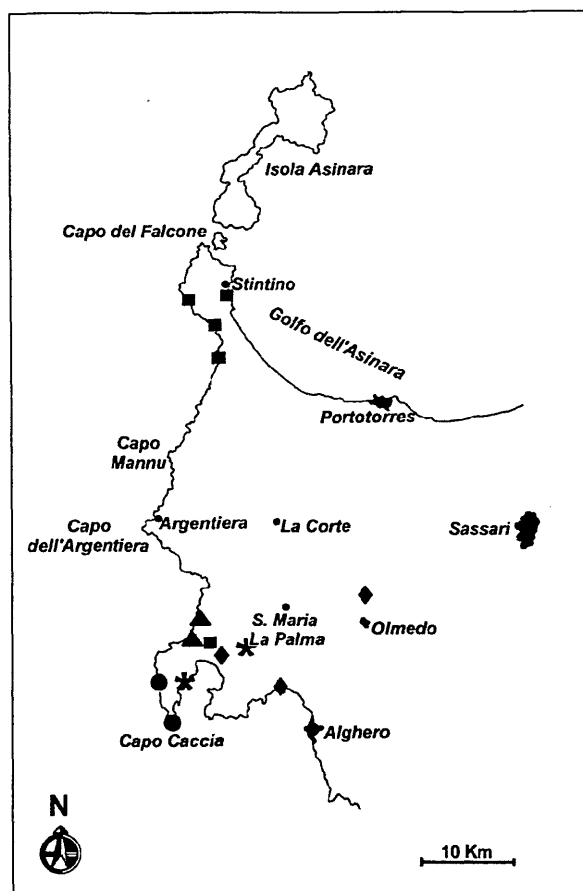 Isola Asinara
Capo del Falcone
Stintino
Golfo dell'Asinara
Portotorres
Capo
Mannu
Capo
dell'Argentiera
Argentiera
La Corte
Sassari
S. Maria
La Palma
Olmedo
Alghero
Capo Caccia
N
10 Km